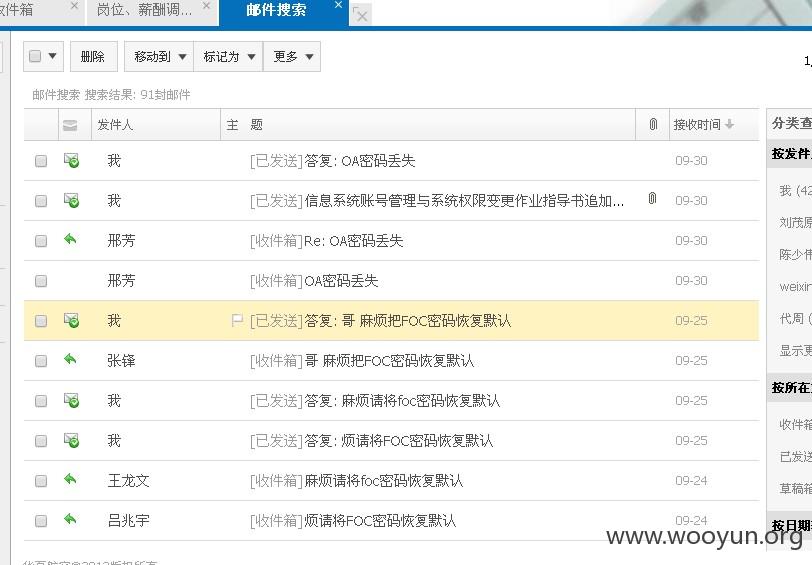 收件箱 岗位、薪酬调... 邮件搜索
删除 移动到 标记为 更多
邮件搜索 搜索结果: 91封邮件
发件人 主 题 接收时间 分类查
按发件
我 [已发送]答复: OA密码丢失 09-30
我 (42
我 [已发送]信息系统账号管理与系统权限变更作业指导书追加... 09-30
刘茂原
邢芳 [收件箱]Re: OA密码丢失 09-30
陈少伟
邢芳 [收件箱]OA密码丢失 09-30
weixin
我 [已发送]答复: 哥 麻烦把FOC密码恢复默认 09-25
代周 (
显示更
张锋 [收件箱]哥 麻烦把FOC密码恢复默认 09-25
按所在
我 [已发送]答复: 麻烦请将foc密码恢复默认 09-25
收件箱
我 [已发送]答复: 烦请将FOC密码恢复默认 09-25
已发送
王龙文 [收件箱]麻烦请将foc密码恢复默认 09-24
草稿箱
吕兆宇 [收件箱]烦请将FOC密码恢复默认 09-24
按日期
www.wooyun.org